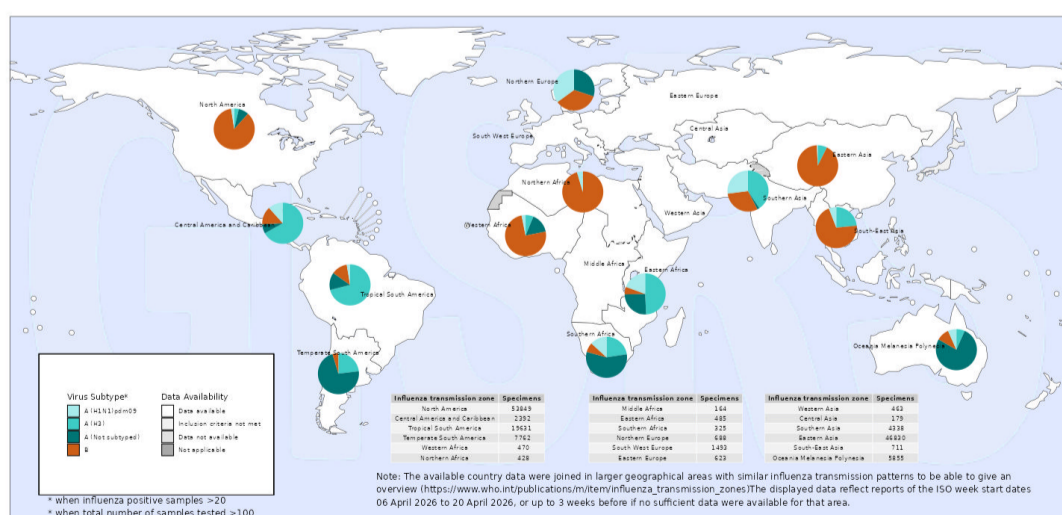 Northern Europe
Eastern Europe
North America
Central Asia
South West Europe
Eastern Asia
Northern Africa
Southern Asia
Western Asia
Central America and Caribbean
Western Africa
South-East Asia
Middle Africa
Eastern Africa
Tropical South America
Southern Africa
Oceania Melanesia Polynesia
Temperate South America
Virus Subtype*
A(H1N1)pdm09
A(H3)
A(Not subtyped)
B
Data Availability
Data available
Inclusion criteria not met
Data not available
Not applicable
Influenza transmission zone Specimens
North America 53849
Central America and Caribbean 2392
Tropical South America 19631
Temperate South America 7762
Western Africa 470
Northern Africa 428
Influenza transmission zone Specimens
Middle Africa 164
Eastern Africa 485
Southern Africa 325
Northern Europe 688
South West Europe 1493
Eastern Europe 623
Influenza transmission zone Specimens
Western Asia 463
Central Asia 179
Southern Asia 4338
Eastern Asia 46830
South-East Asia 711
Oceania Melanesia Polynesia 5855
* when influenza positive samples >20
* when total number of samples tested >100
Note: The available country data were joined in larger geographical areas with similar influenza transmission patterns to be able to give an
overview (https://www.who.int/publications/m/item/influenza_transmission_zones)The displayed data reflect reports of the ISO week start dates
06 April 2026 to 20 April 2026, or up to 3 weeks before if no sufficient data were available for that area.